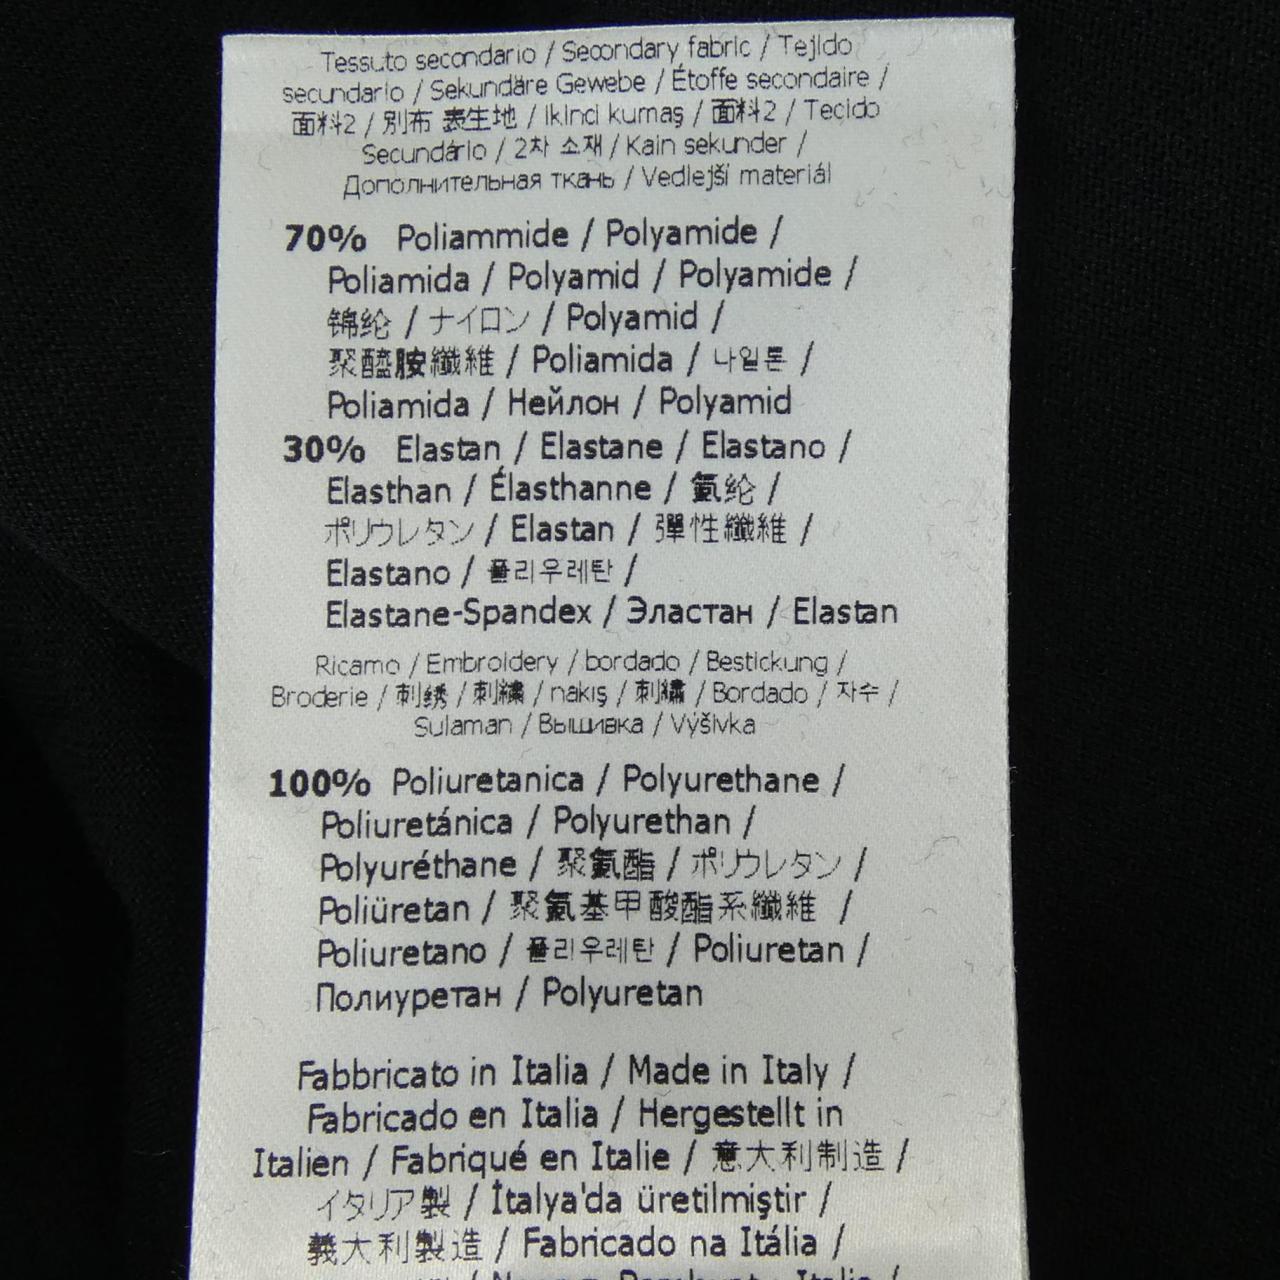 Tessuto secondario / Secondary fabric / Tejido
secundario / Sekundäre Gewebe / Étoffe secondaire /
面料2 / 別布 表生地 / İkinci kumaş / 面料2 / Tecido
Secundário / 2차 소재 / Kain sekunder /
Дополнительная ткань / Vedlejší materiál
70% Poliammide / Polyamide /
Poliamida / Polyamid / Polyamide /
锦纶 / ナイロン / Polyamid /
聚醯胺纖維 / Poliamida / 나일론 /
Poliamida / Нейлон / Polyamid
30% Elastan / Elastane / Elastano /
Elasthan / Élasthanne / 氨纶 /
ポリウレタン / Elastan / 彈性纖維 /
Elastano / 폴리우레탄 /
Elastane-Spandex / Эластан / Elastan
Ricamo / Embroidery / bordado / Bestickung /
Broderie / 刺绣 / 刺繍 / nakış / 刺繡 / Bordado / 자수 /
Sulaman / Вышивка / Výšivka
100% Poliuretanica / Polyurethane /
Poliuretánica / Polyurethan /
Polyuréthane / 聚氨酯 / ポリウレタン /
Poliüretan / 聚氨基甲酸酯系纖維 /
Poliuretano / 폴리우레탄 / Poliuretan /
Полиуретан / Polyuretan
Fabbricato in Italia / Made in Italy /
Fabricado en Italia / Hergestellt in
Italien / Fabriqué en Italie / 意大利制造 /
イタリア製 / İtalya'da üretilmiştir /
義大利製造 / Fabricado na Itália /